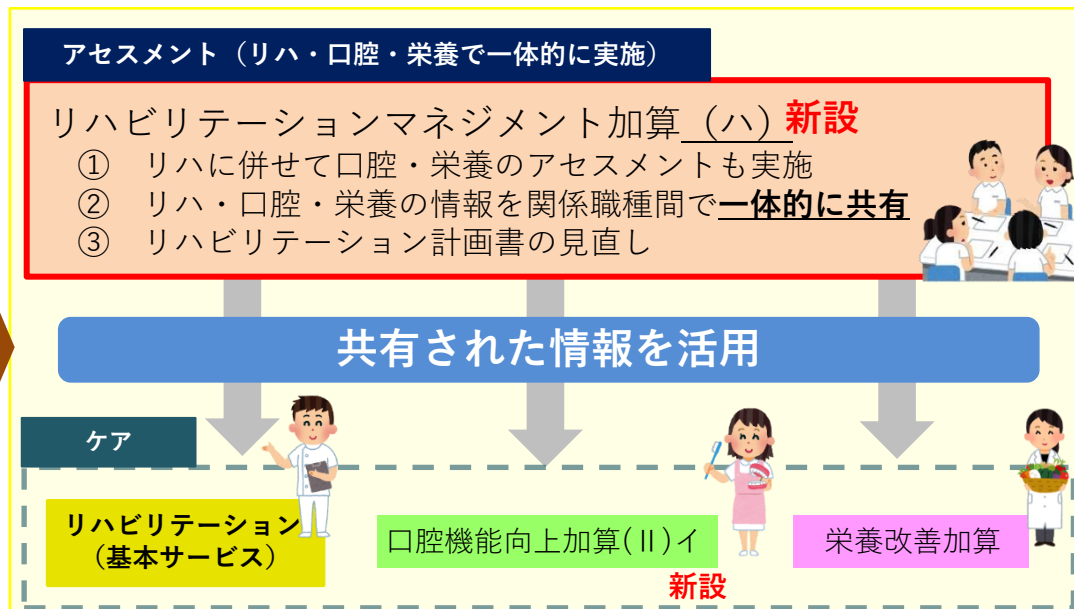 アセスメント（リハ・口腔・栄養で一体的に実施）
リハビリテーションマネジメント加算（ハ）新設
① リハに併せて口腔・栄養のアセスメントも実施
② リハ・口腔・栄養の情報を関係職種間で一体的に共有
③ リハビリテーション計画書の見直し
共有された情報を活用
ケア
リハビリテーション
（基本サービス）
口腔機能向上加算(Ⅱ)イ
新設
栄養改善加算